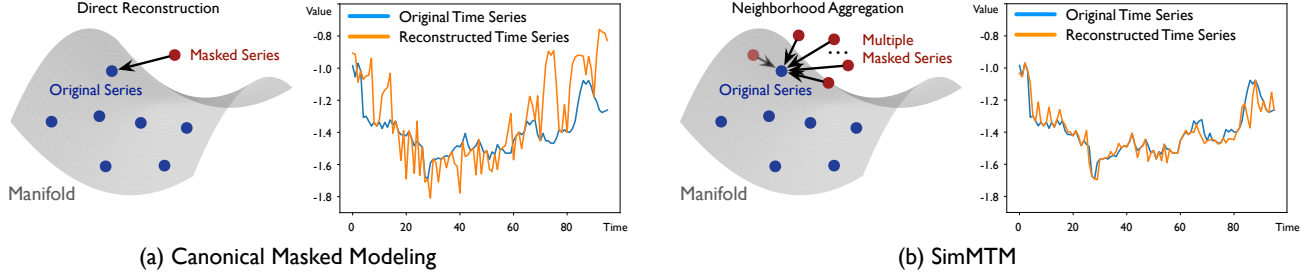 Direct Reconstruction
Masked Series
Original Series
Manifold
Value
Original Time Series
Reconstructed Time Series
-0.8
-1.0
-1.2
-1.4
-1.6
-1.8
0 20 40 60 80 Time
(a) Canonical Masked Modeling
Neighborhood Aggregation
Multiple
...
Masked Series
Original Series
Manifold
Value
Original Time Series
Reconstructed Time Series
-0.8
-1.0
-1.2
-1.4
-1.6
-1.8
0 20 40 60 80 Time
(b) SimMTM